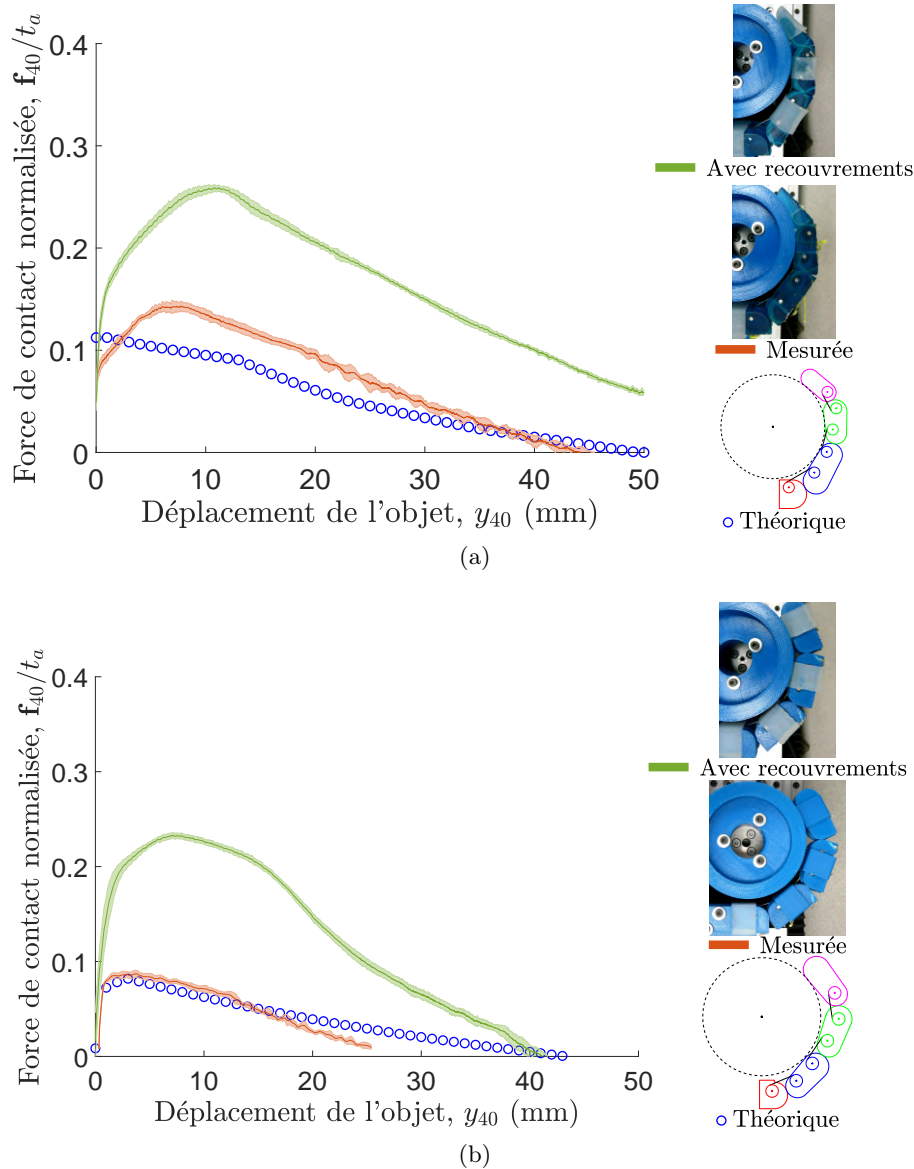 0.4
0.3
0.2
0.1
0
0 10 20 30 40 50
Force de contact normalisée, f₄₀/tₐ
Déplacement de l'objet, y₄₀ (mm)
Avec recouvrements
Mesurée
Théorique
(a)
0.4
0.3
0.2
0.1
0
0 10 20 30 40 50
Force de contact normalisée, f₄₀/tₐ
Déplacement de l'objet, y₄₀ (mm)
Avec recouvrements
Mesurée
Théorique
(b)